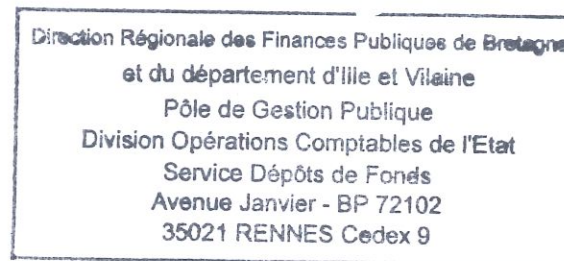 Direction Régionale des Finances Publiques de Bretagne
et du département d'Ille et Vilaine
Pôle de Gestion Publique
Division Opérations Comptables de l'Etat
Service Dépôts de Fonds
Avenue Janvier - BP 72102
35021 RENNES Cedex 9